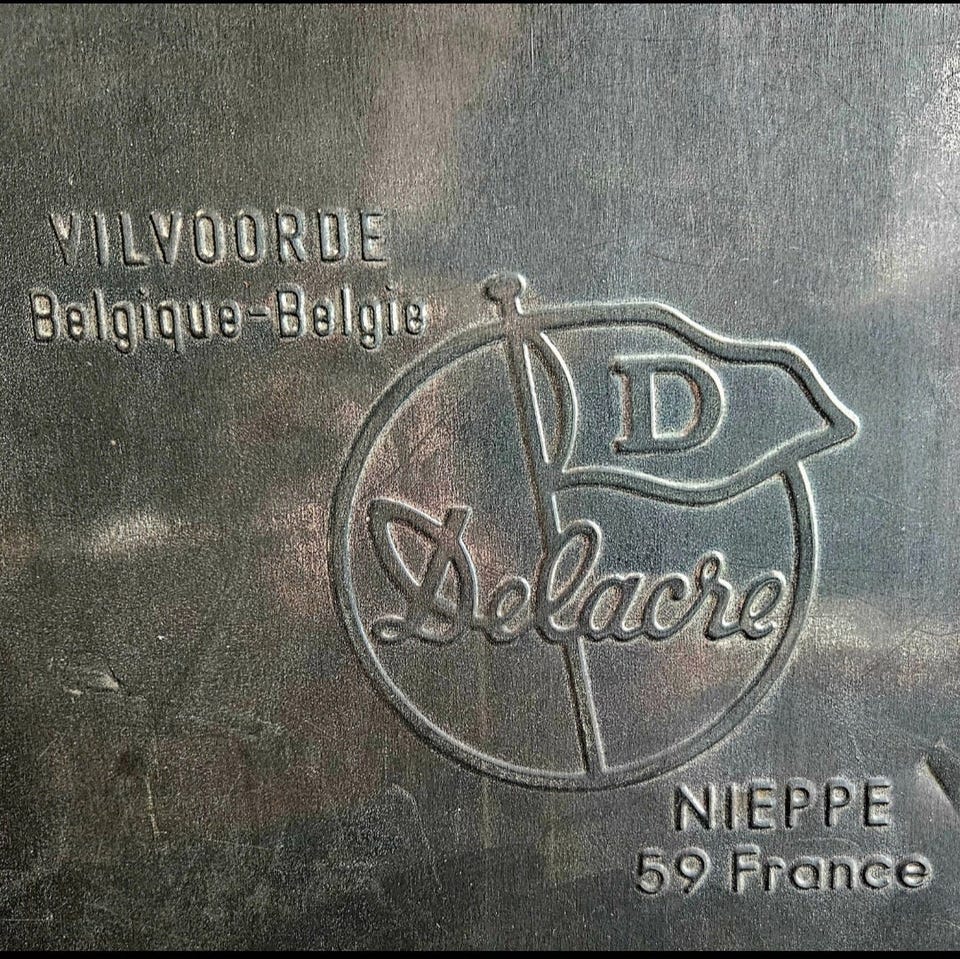 VILVOORDE
Belgique-Belgie
D
Delacre
NIEPPE
59 France